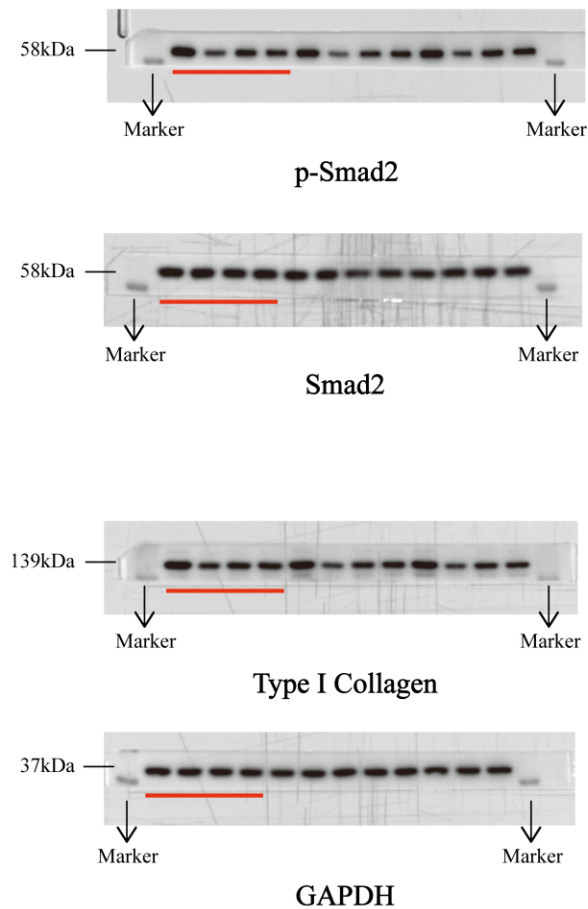 58kDa
Marker
Marker
p-Smad2
58kDa
Marker
Marker
Smad2
139kDa
Marker
Marker
Type I Collagen
37kDa
Marker
Marker
GAPDH